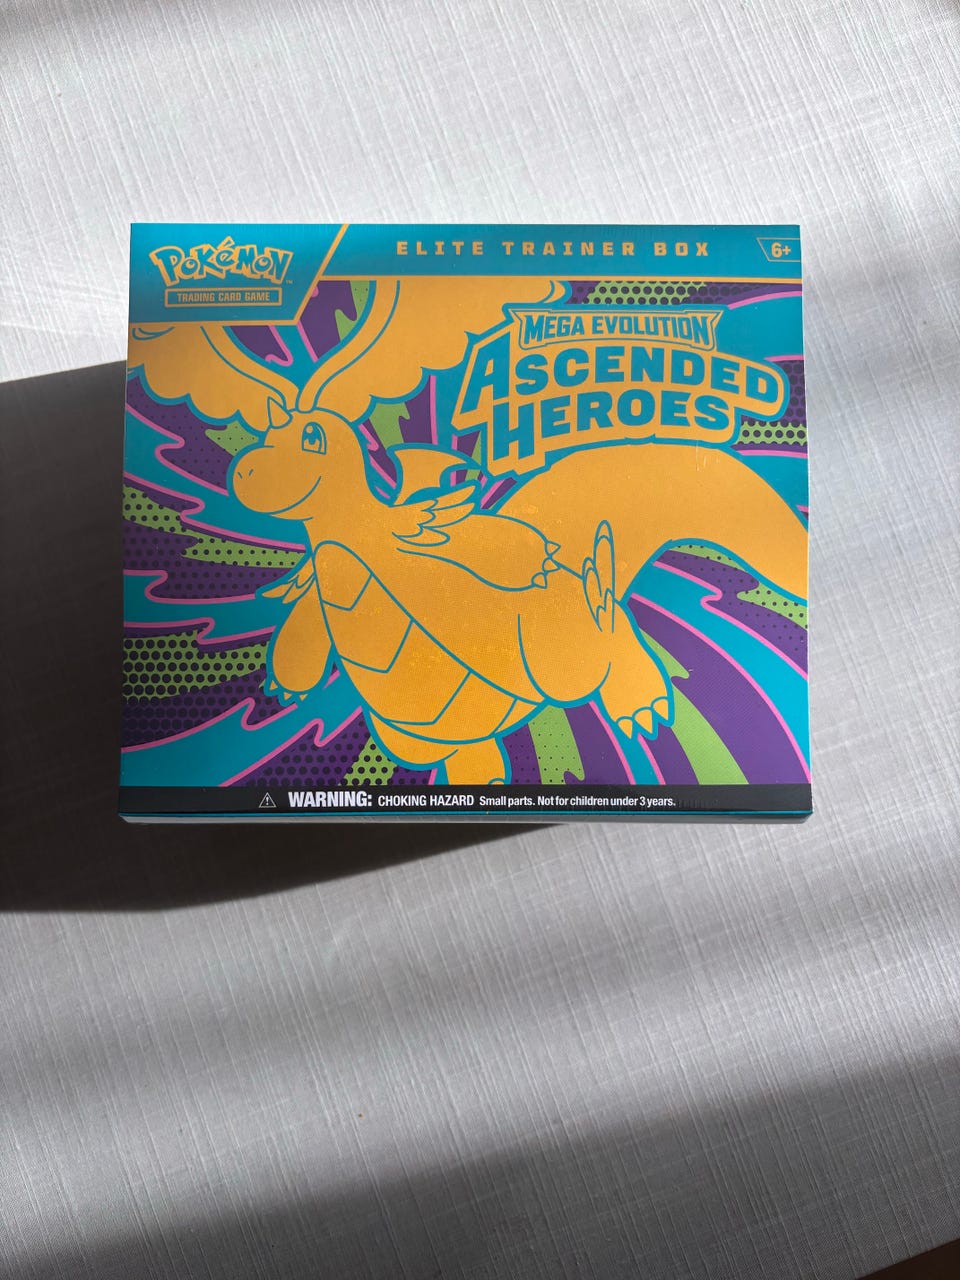 Pokémon
TRADING CARD GAME
ELITE TRAINER BOX
6+
MEGA EVOLUTION
ASCENDED
HEROES
WARNING: CHOKING HAZARD Small parts. Not for children under 3 years.